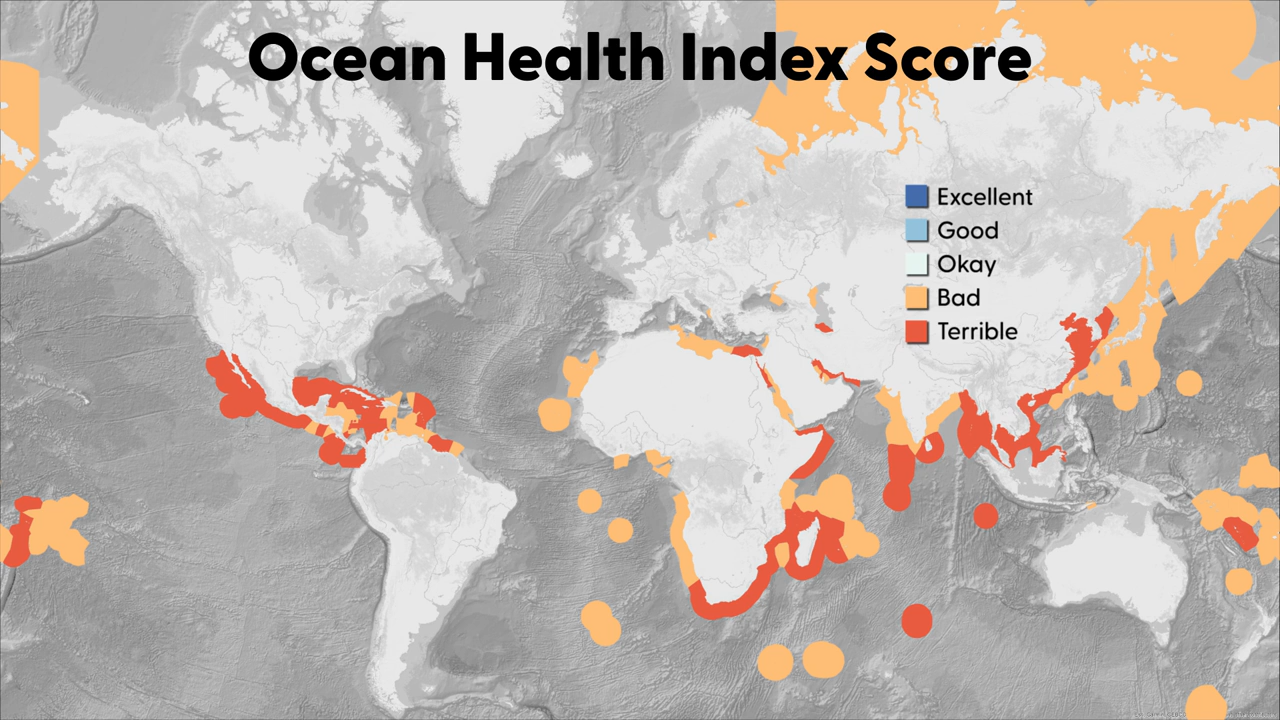 Ocean Health Index Score
Excellent
Good
Okay
Bad
Terrible